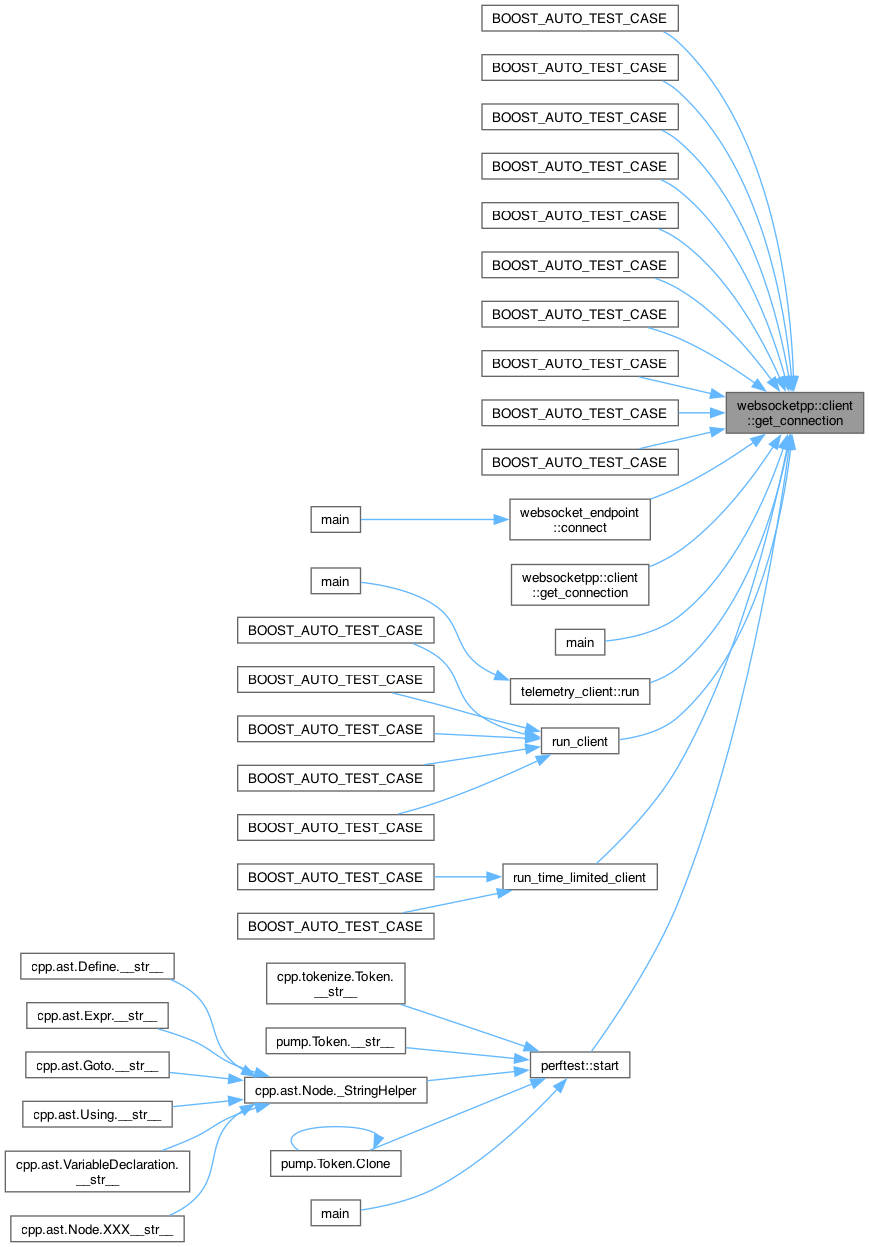 BOOST_AUTO_TEST_CASE
BOOST_AUTO_TEST_CASE
BOOST_AUTO_TEST_CASE
BOOST_AUTO_TEST_CASE
BOOST_AUTO_TEST_CASE
BOOST_AUTO_TEST_CASE
BOOST_AUTO_TEST_CASE
BOOST_AUTO_TEST_CASE
websocketpp::client
::get_connection
BOOST_AUTO_TEST_CASE
BOOST_AUTO_TEST_CASE
main
websocket_endpoint
::connect
main
websocketpp::client
::get_connection
BOOST_AUTO_TEST_CASE
main
BOOST_AUTO_TEST_CASE
telemetry_client::run
BOOST_AUTO_TEST_CASE
run_client
BOOST_AUTO_TEST_CASE
BOOST_AUTO_TEST_CASE
BOOST_AUTO_TEST_CASE
run_time_limited_client
BOOST_AUTO_TEST_CASE
cpp.ast.Define.__str__
cpp.tokenize.Token.
__str__
cpp.ast.Expr.__str__
pump.Token.__str__
cpp.ast.Goto.__str__
perftest::start
cpp.ast.Node._StringHelper
cpp.ast.Using.__str__
cpp.ast.VariableDeclaration.
__str__
pump.Token.Clone
main
cpp.ast.Node.XXX__str__